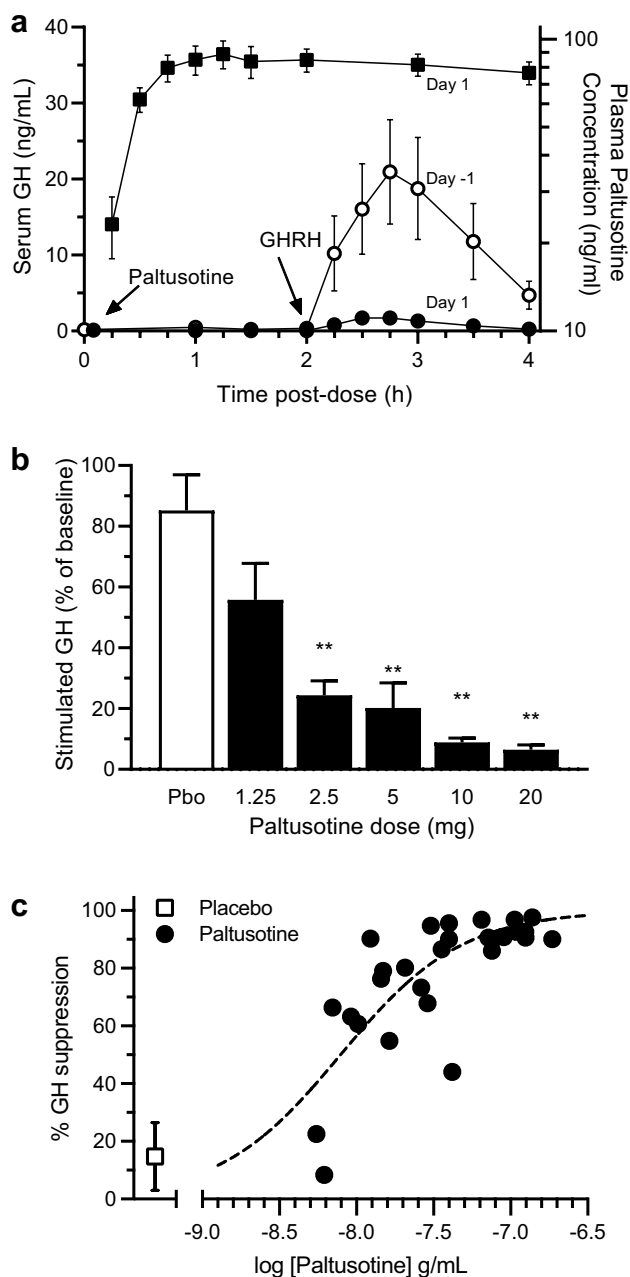 a
40
30
20
10
0
Serum GH (ng/mL)
100
10
Plasma Paltusotine
Concentration (ng/ml)
Day 1
Day -1
GHRH
Paltusotine
Day 1
0 1 2 3 4
Time post-dose (h)
b
100
80
60
40
20
0
Stimulated GH (% of baseline)
** ** ** **
Pbo 1.25 2.5 5 10 20
Paltusotine dose (mg)
c
100
80
60
40
20
0
% GH suppression
Placebo
Paltusotine
-9.0 -8.5 -8.0 -7.5 -7.0 -6.5
log [Paltusotine] g/mL